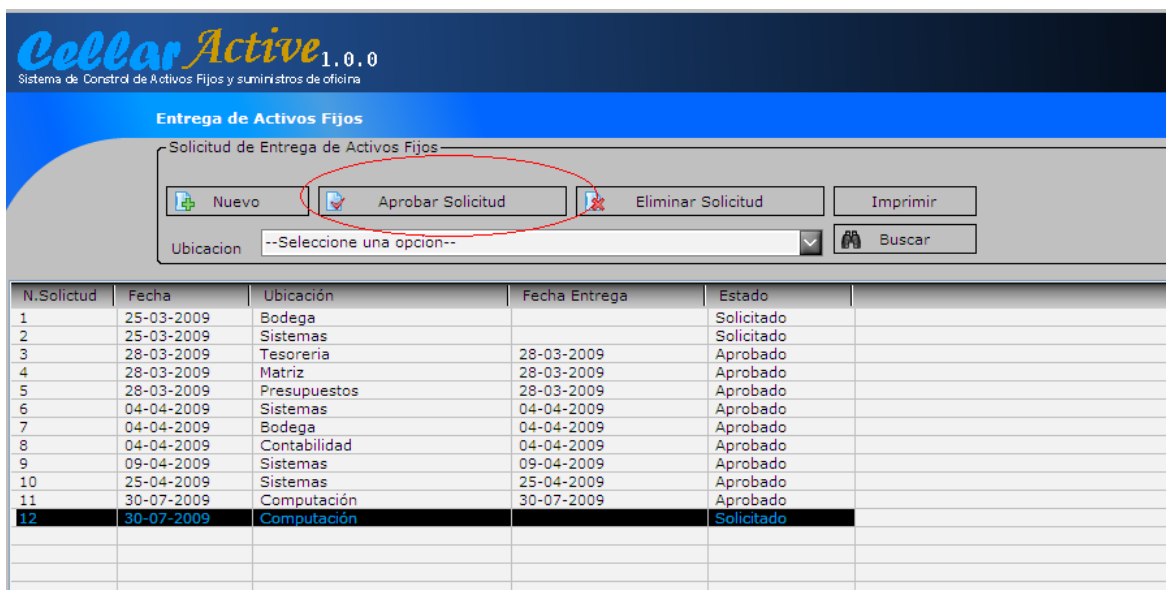 Cellar Active 1.0.0
Sistema de Constrol de Activos Fijos y suministros de oficina
Entrega de Activos Fijos
Solicitud de Entrega de Activos Fijos
Nuevo Aprobar Solicitud Eliminar Solicitud Imprimir
Ubicacion --Seleccione una opcion-- Buscar
N.Solictud Fecha Ubicación Fecha Entrega Estado
1 25-03-2009 Bodega Solicitado
2 25-03-2009 Sistemas Solicitado
3 28-03-2009 Tesoreria 28-03-2009 Aprobado
4 28-03-2009 Matriz 28-03-2009 Aprobado
5 28-03-2009 Presupuestos 28-03-2009 Aprobado
6 04-04-2009 Sistemas 04-04-2009 Aprobado
7 04-04-2009 Bodega 04-04-2009 Aprobado
8 04-04-2009 Contabilidad 04-04-2009 Aprobado
9 09-04-2009 Sistemas 09-04-2009 Aprobado
10 25-04-2009 Sistemas 25-04-2009 Aprobado
11 30-07-2009 Computación 30-07-2009 Aprobado
12 30-07-2009 Computación Solicitado